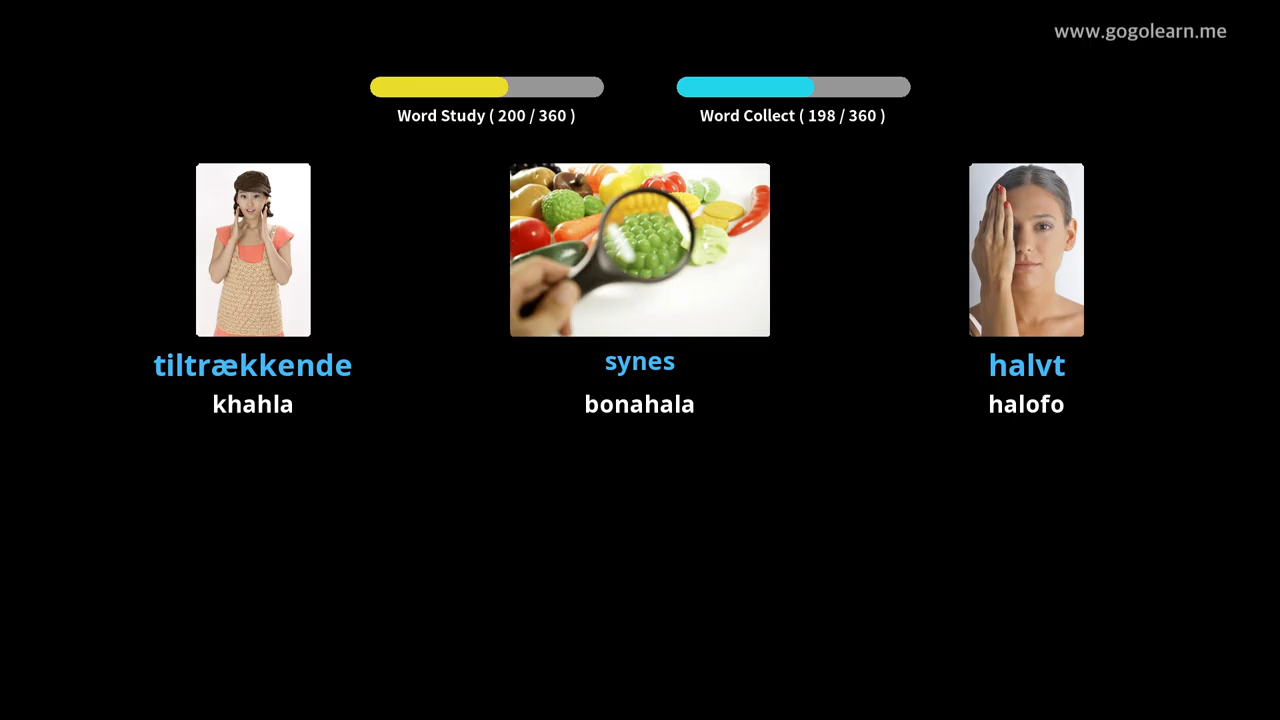 www.gogolearn.me
Word Study ( 200 / 360 )
Word Collect ( 198 / 360 )
tiltrækkende
khahla
synes
bonahala
halvt
halofo